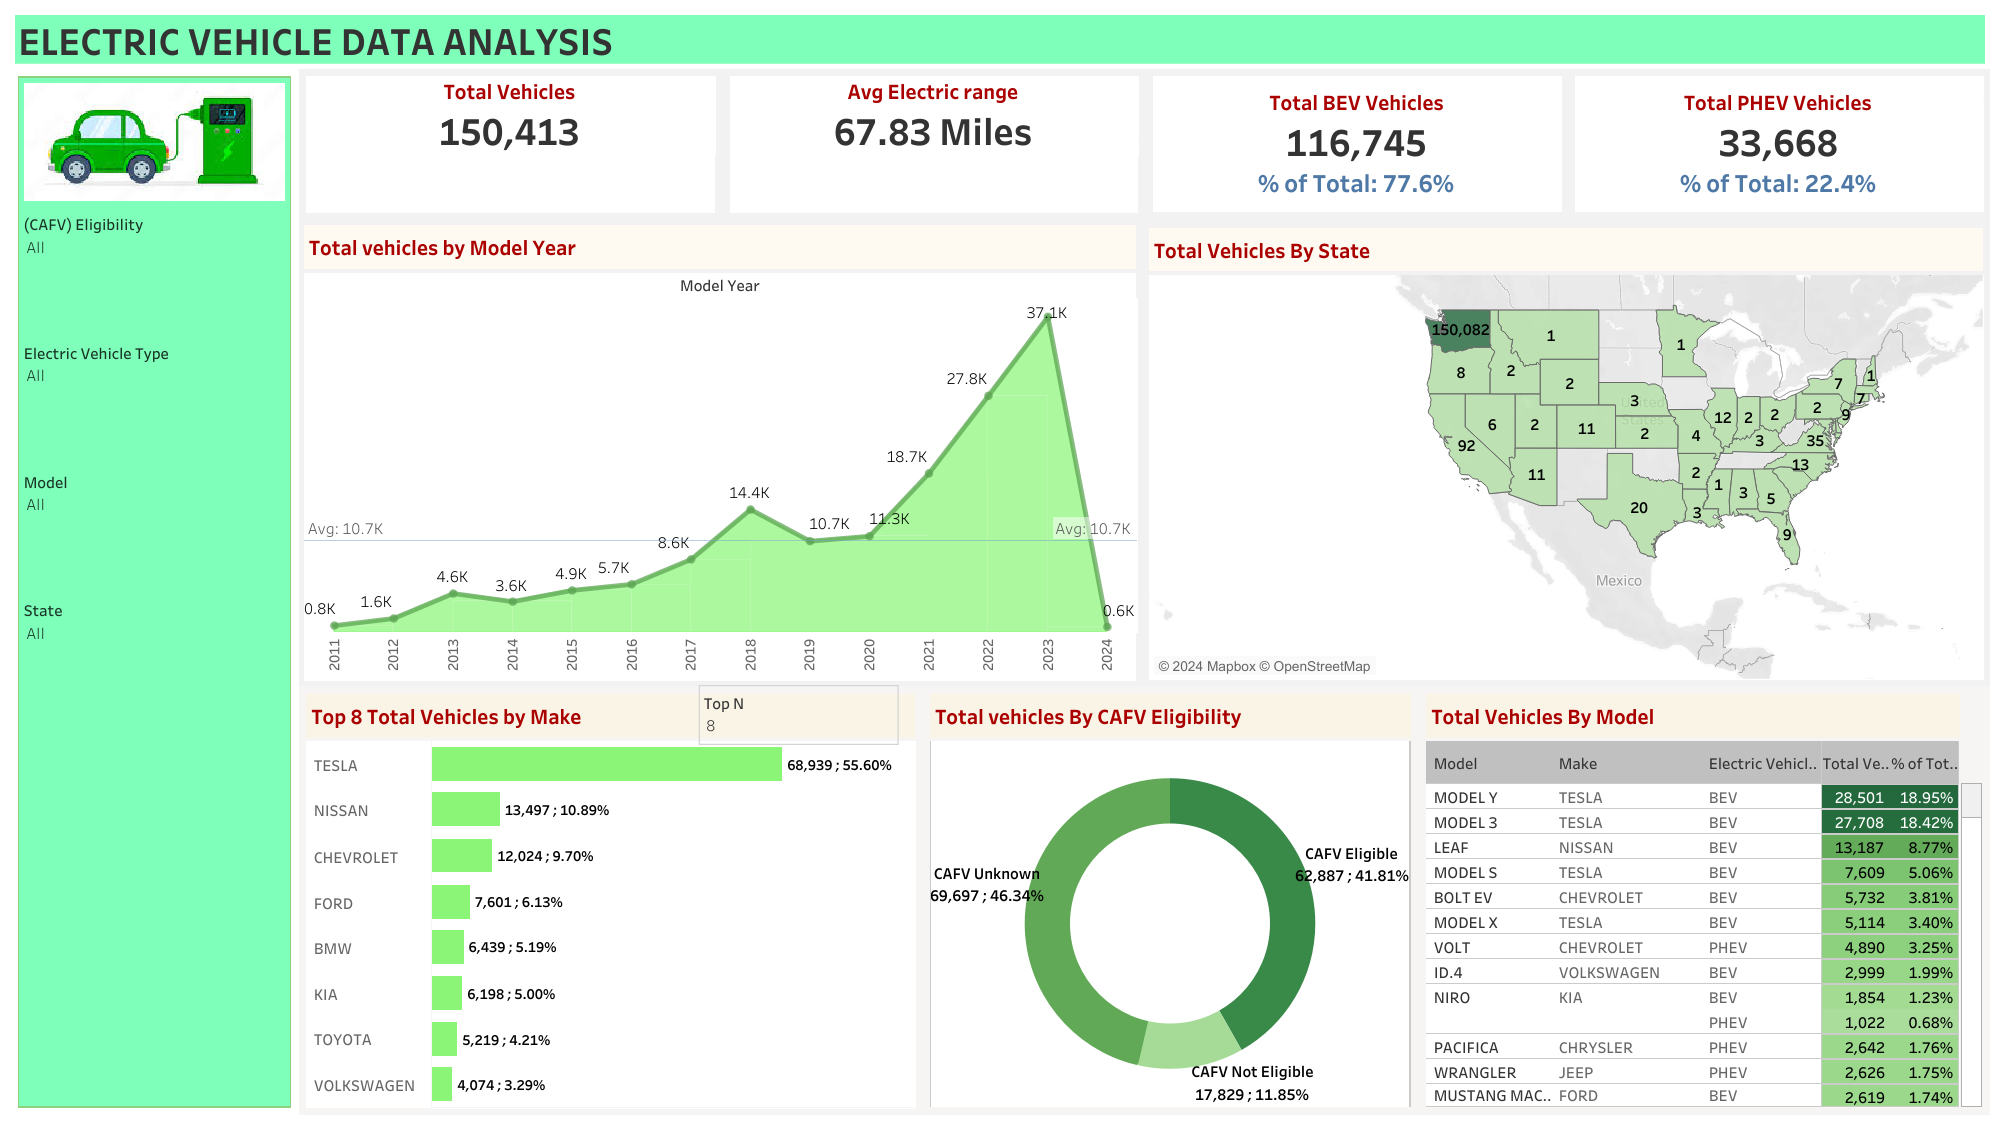 ELECTRIC VEHICLE DATA ANALYSIS
(CAFV) Eligibility
All
Electric Vehicle Type
All
Model
All
State
All
Total Vehicles
150,413
Avg Electric range
67.83 Miles
Total BEV Vehicles
116,745
% of Total: 77.6%
Total PHEV Vehicles
33,668
% of Total: 22.4%
Total vehicles by Model Year
Model Year
37.1K
27.8K
18.7K
14.4K
10.7K
11.3K
Avg: 10.7K
Avg: 10.7K
8.6K
4.6K
3.6K
4.9K
5.7K
0.8K
1.6K
0.6K
2011
2012
2013
2014
2015
2016
2017
2018
2019
2020
2021
2022
2023
2024
Total Vehicles By State
150,082
1
1
8
2
2
7
1
3
7
6
2
11
2
12
2
2
2
9
92
4
3
35
11
2
13
1
3
5
20
3
9
United
States
Mexico
© 2024 Mapbox © OpenStreetMap
Top 8 Total Vehicles by Make
Top N
8
TESLA 68,939 ; 55.60%
NISSAN 13,497 ; 10.89%
CHEVROLET 12,024 ; 9.70%
FORD 7,601 ; 6.13%
BMW 6,439 ; 5.19%
KIA 6,198 ; 5.00%
TOYOTA 5,219 ; 4.21%
VOLKSWAGEN 4,074 ; 3.29%
Total vehicles By CAFV Eligibility
CAFV Eligible
62,887 ; 41.81%
CAFV Unknown
69,697 ; 46.34%
CAFV Not Eligible
17,829 ; 11.85%
Total Vehicles By Model
Model Make Electric Vehicl.. Total Ve.. % of Tot..
MODEL Y TESLA BEV 28,501 18.95%
MODEL 3 TESLA BEV 27,708 18.42%
LEAF NISSAN BEV 13,187 8.77%
MODEL S TESLA BEV 7,609 5.06%
BOLT EV CHEVROLET BEV 5,732 3.81%
MODEL X TESLA BEV 5,114 3.40%
VOLT CHEVROLET PHEV 4,890 3.25%
ID.4 VOLKSWAGEN BEV 2,999 1.99%
NIRO KIA BEV 1,854 1.23%
PHEV 1,022 0.68%
PACIFICA CHRYSLER PHEV 2,642 1.76%
WRANGLER JEEP PHEV 2,626 1.75%
MUSTANG MAC.. FORD BEV 2,619 1.74%